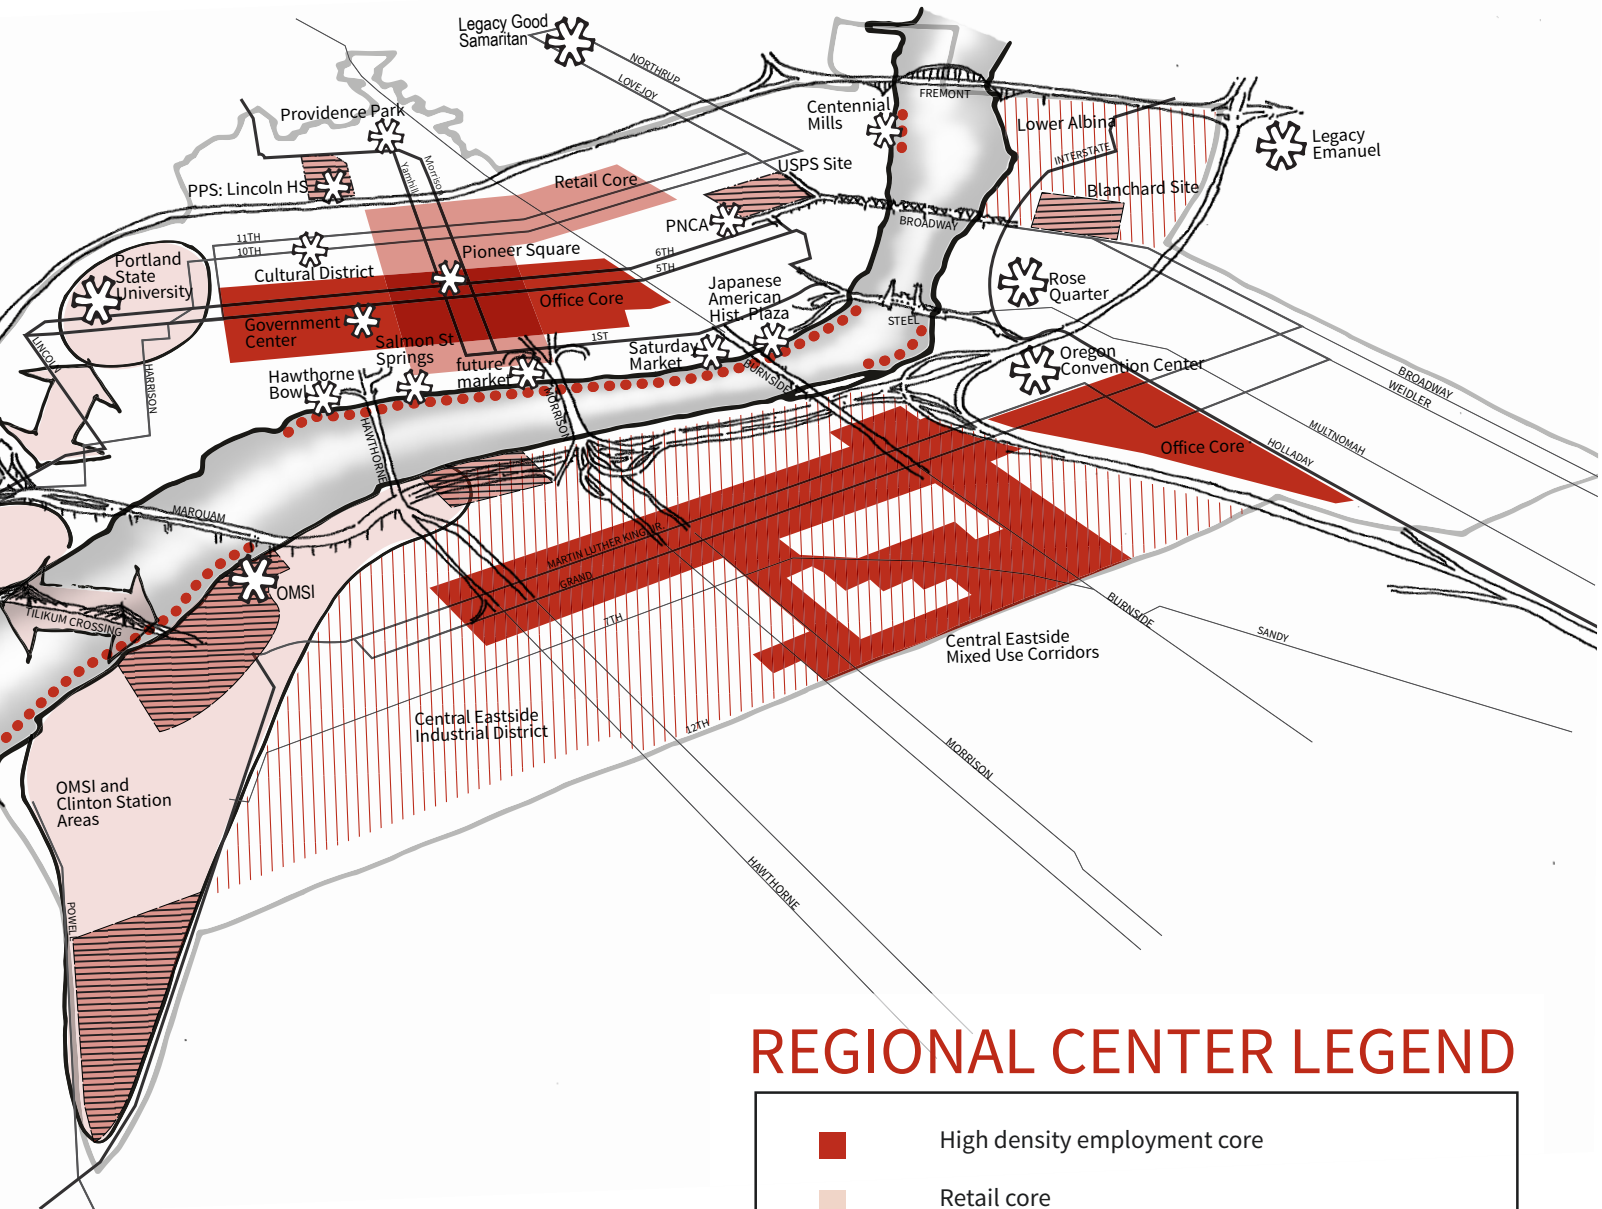 Legacy Good
Samaritan
NORTHRUP
LOVEJOY
Providence Park
Centennial
Mills
FREMONT
Lower Albina
INTERSTATE
Legacy
Emanuel
PPS: Lincoln HS
Yamhill
Morrison
Retail Core
USPS Site
Blanchard Site
PNCA
BROADWAY
11TH
10TH
Cultural District
Pioneer Square
6TH
5TH
Portland
State
University
Japanese
American
Hist. Plaza
Rose
Quarter
Office Core
Government
Center
STEEL
Salmon St
Springs
1ST
LINCOLN
HARRISON
Hawthorne
Bowl
future
market
Saturday
Market
BURNSIDE
Oregon
Convention Center
BROADWAY
WEIDLER
MULTNOMAH
HOLLADAY
Office Core
HAWTHORNE
MORRISON
MARQUAM
MARTIN LUTHER KING JR.
GRAND
7TH
OMSI
TILIKUM CROSSING
BURNSIDE
SANDY
Central Eastside
Mixed Use Corridors
Central Eastside
Industrial District
12TH
MORRISON
OMSI and
Clinton Station
Areas
HAWTHORNE
POWELL
REGIONAL CENTER LEGEND
High density employment core
Retail core